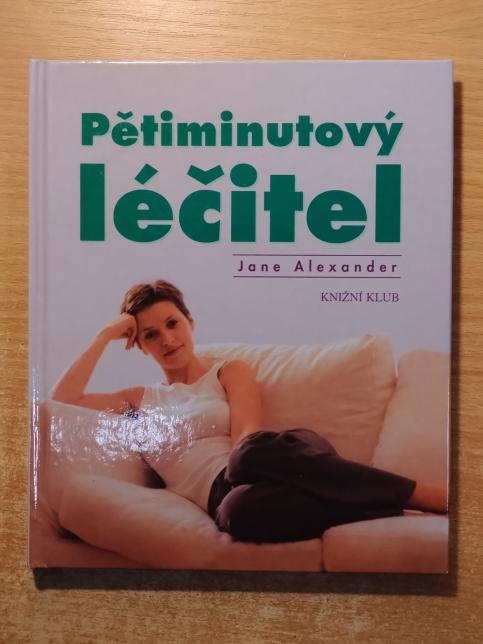 Pětiminutový
léčitel
Jane Alexander
KNIŽNÍ KLUB